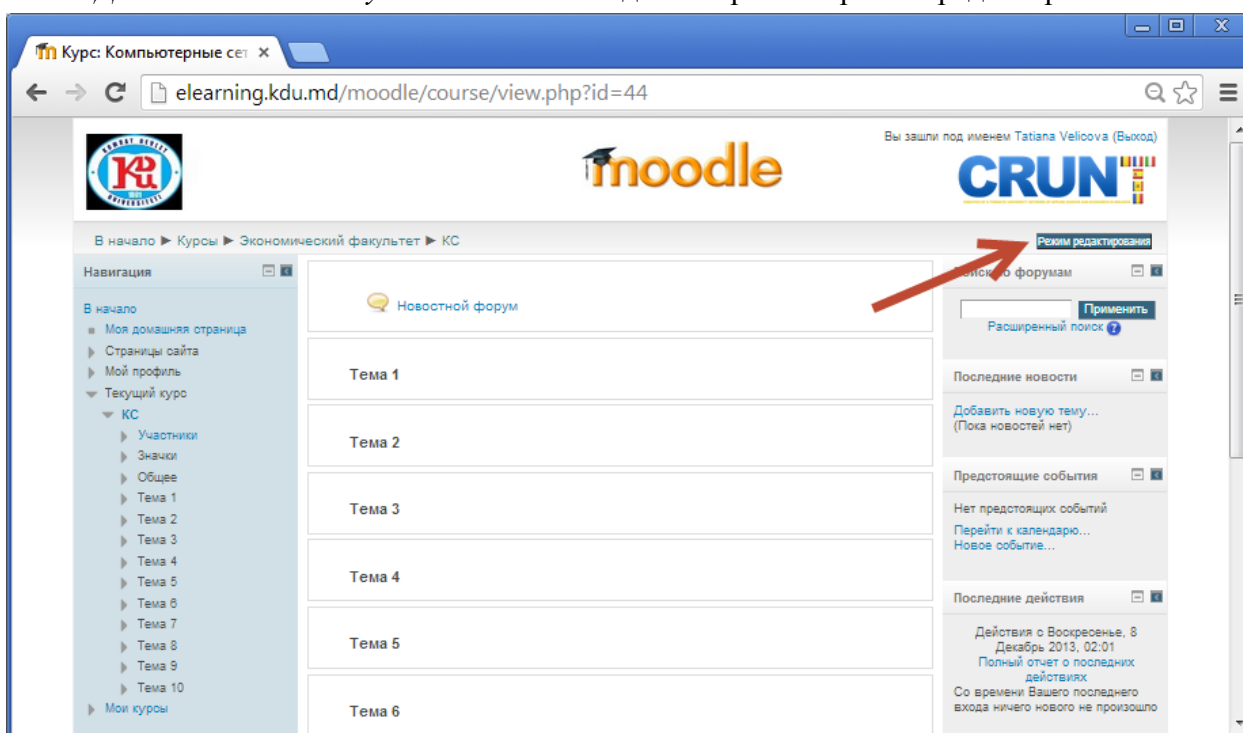 Курс: Компьютерные сет
elearning.kdu.md/moodle/course/view.php?id=44
Вы зашли под именем Tatiana Velicova (Выход)
moodle
CRUNT
В начало ► Курсы ► Экономический факультет ► КС
Режим редактирования
Навигация
В начало
Моя домашняя страница
Страницы сайта
Мой профиль
Текущий курс
КС
Участники
Значки
Общее
Тема 1
Тема 2
Тема 3
Тема 4
Тема 5
Тема 6
Тема 7
Тема 8
Тема 9
Тема 10
Мои курсы
Новостной форум
Тема 1
Тема 2
Тема 3
Тема 4
Тема 5
Тема 6
форумам
Применить
Расширенный поиск
Последние новости
Добавить новую тему...
(Пока новостей нет)
Предстоящие события
Нет предстоящих событий
Перейти к календарю...
Новое событие...
Последние действия
Действия с Воскресенье, 8
Декабрь 2013, 02:01
Полный отчет о последних
действиях
Со времени Вашего последнего
входа ничего нового не произошло